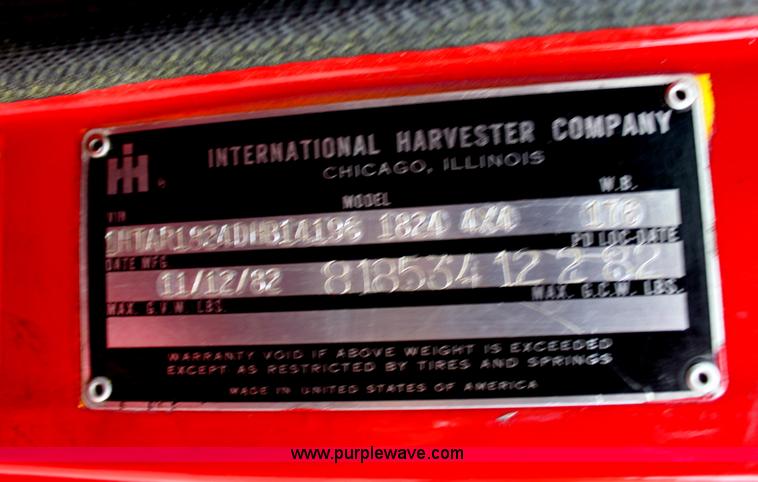 INTERNATIONAL HARVESTER COMPANY
IH ®
CHICAGO, ILLINOIS
VIN MODEL W.B.
1HTAR1824DHB14196 1824 4X4 176
DATE MFG PU LOC-DATE
11/12/82 818534 12 2 82
MAX. G.V.W. LBS. MAX. G.C.W. LBS.
WARRANTY VOID IF ABOVE WEIGHT IS EXCEEDED
EXCEPT AS RESTRICTED BY TIRES AND SPRINGS
MADE IN UNITED STATES OF AMERICA
www.purplewave.com